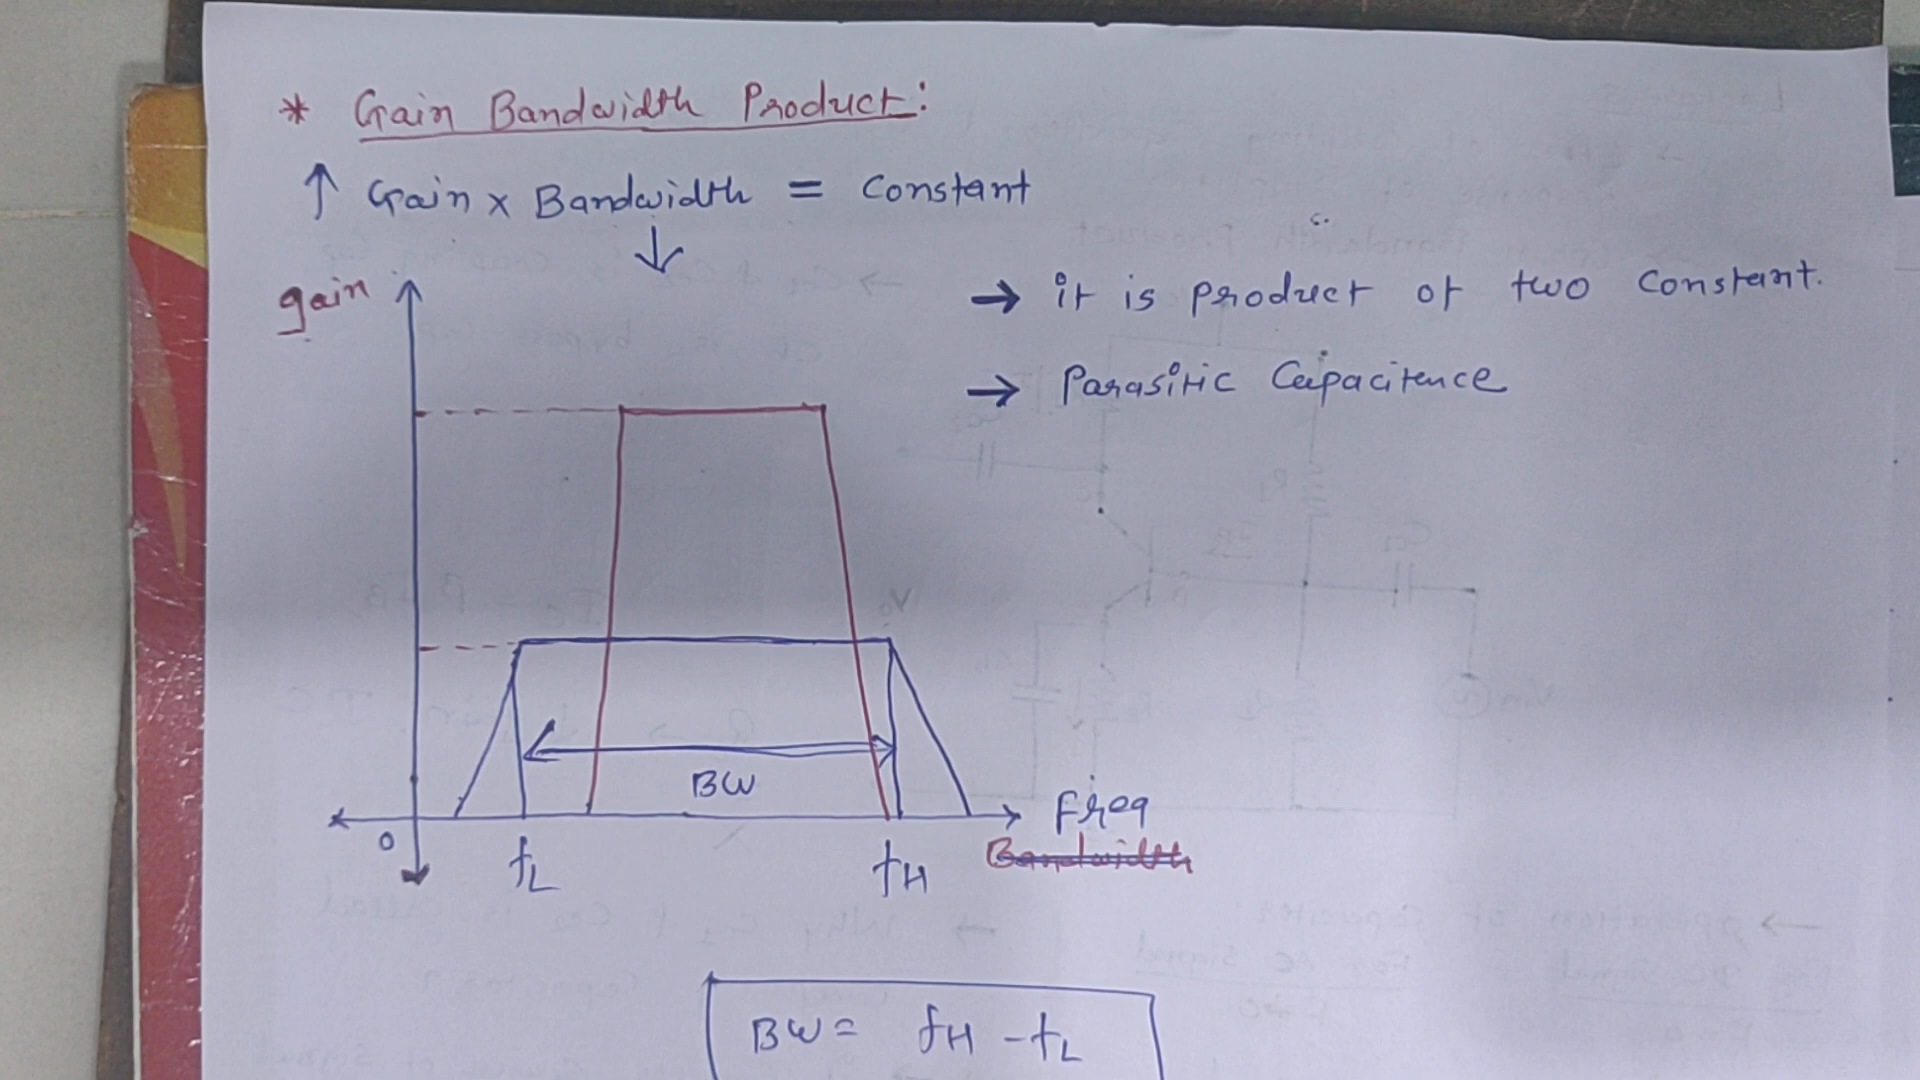 * Gain Bandwidth Product:
↑ Gain x Bandwidth = Constant
↓
gain
→ it is product of two Constant.
→ Parasitic Capacitence
BW
0
fL
fH
Freq
Bandwidth
BW = fH - fL